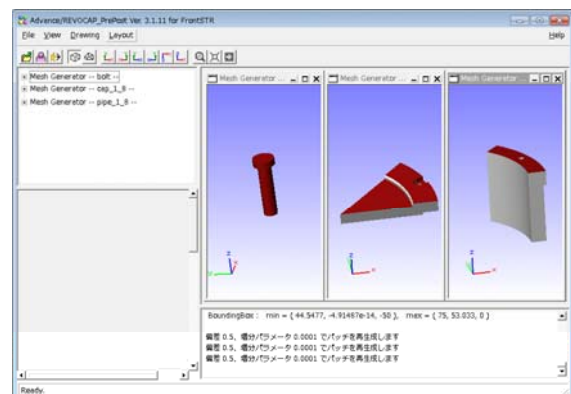 Advance/REVOCAP_PrePost Ver. 3.1.11 for FrontSTR
File View Drawing Layout Help
Mesh Generator -- bolt --
Mesh Generator -- cap_1_8 --
Mesh Generator -- pipe_1_8 --
Mesh Generator ...
Mesh Generator ...
Mesh Generator ...
z
x
z
x
z
x
BoundingBox : min = ( 44.5477, -4.91487e-14, -50 ), max = ( 75, 53.033, 0 )
偏差 0.5, 増分パラメータ 0.0001 でパッチを再生成します
偏差 0.5, 増分パラメータ 0.0001 でパッチを再生成します
偏差 0.5, 増分パラメータ 0.0001 でパッチを再生成します
Ready.